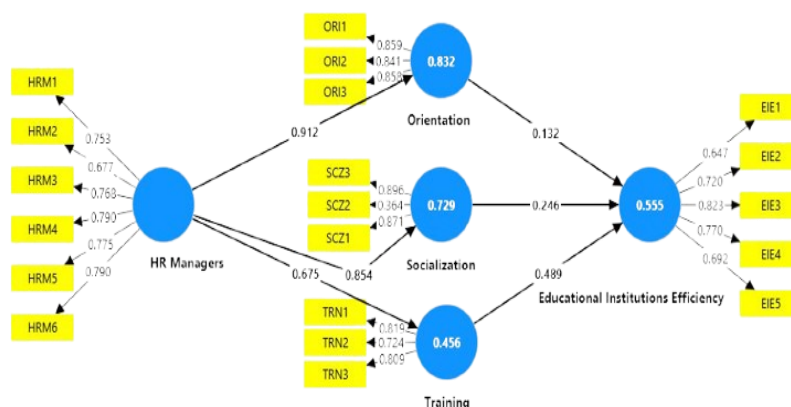 ORI1
0.859
ORI2
0.841
ORI3
0.858
0.832
Orientation
HRM1
HRM2
HRM3
HRM4
HRM5
HRM6
0.753
0.677
0.768
0.790
0.775
0.790
HR Managers
0.912
0.854
0.675
SCZ3
0.896
SCZ2
0.364
SCZ1
0.871
0.729
Socialization
TRN1
0.819
TRN2
0.724
TRN3
0.809
0.456
Training
0.132
0.246
0.489
0.555
Educational Institutions Efficiency
EIE1
0.647
EIE2
0.720
EIE3
0.823
EIE4
0.770
EIE5
0.692